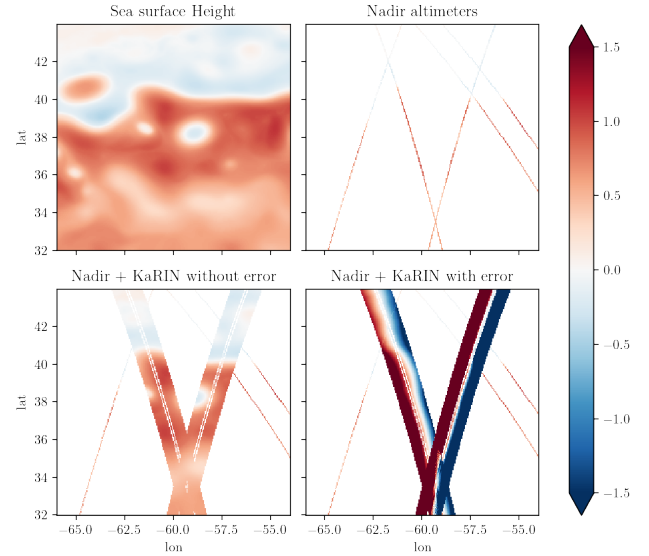 Sea surface Height
Nadir altimeters
42
40
38
36
34
32
lat
1.5
1.0
0.5
0.0
−0.5
−1.0
−1.5
Nadir + KaRIN without error
Nadir + KaRIN with error
42
40
38
36
34
32
lat
−65.0 −62.5 −60.0 −57.5 −55.0
−65.0 −62.5 −60.0 −57.5 −55.0
lon
lon